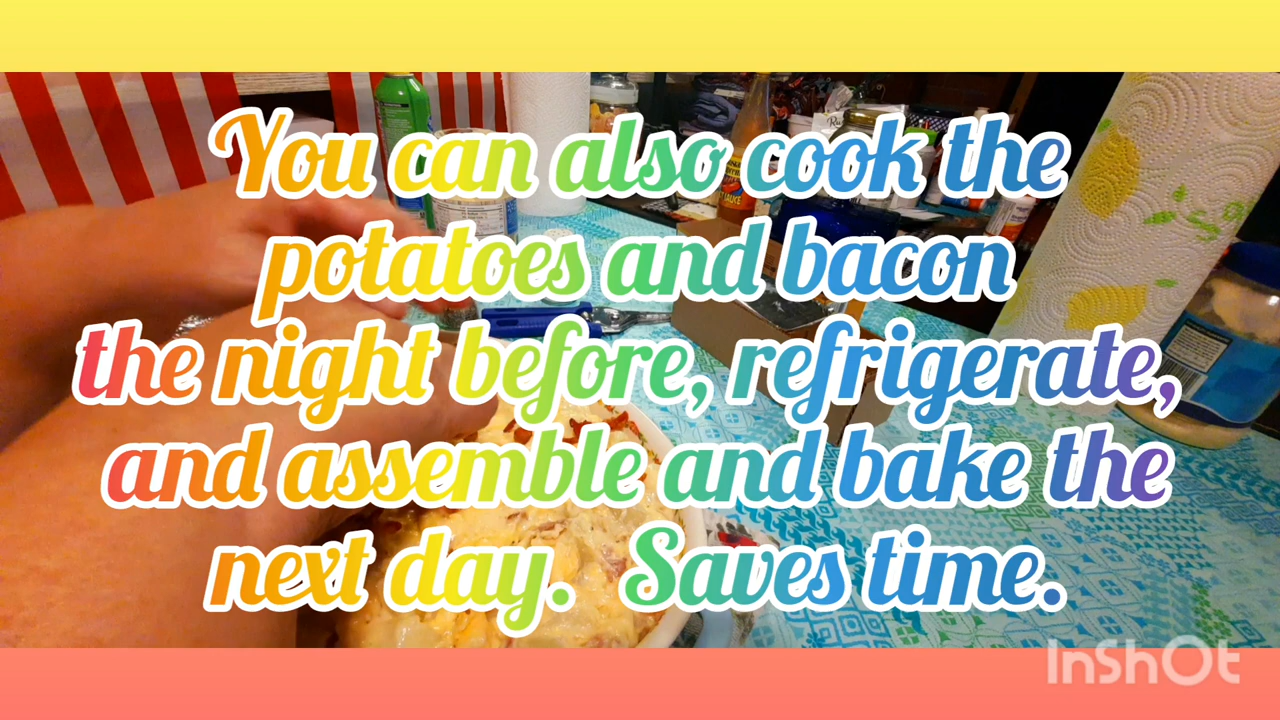 You can also cook the
potatoes and bacon
the night before, refrigerate,
and assemble and bake the
next day. Saves time.
SAUCE
InShOt